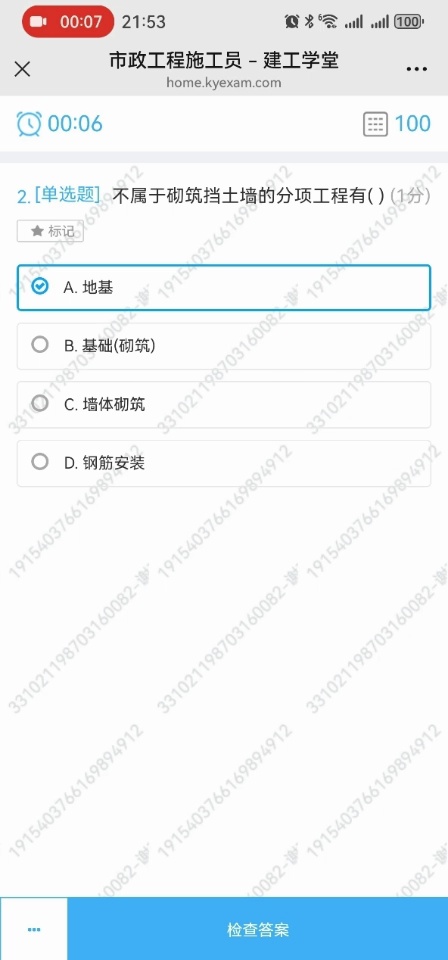 00:07 21:53 100
市政工程施工员 – 建工学堂
home.kyexam.com
00:06 100
2.[单选题] 不属于砌筑挡土墙的分项工程有( ) (1分)
标记
A. 地基
B. 基础(砌筑)
C. 墙体砌筑
D. 钢筋安装
检查答案
331021198703160082-谢
1915403766169894912